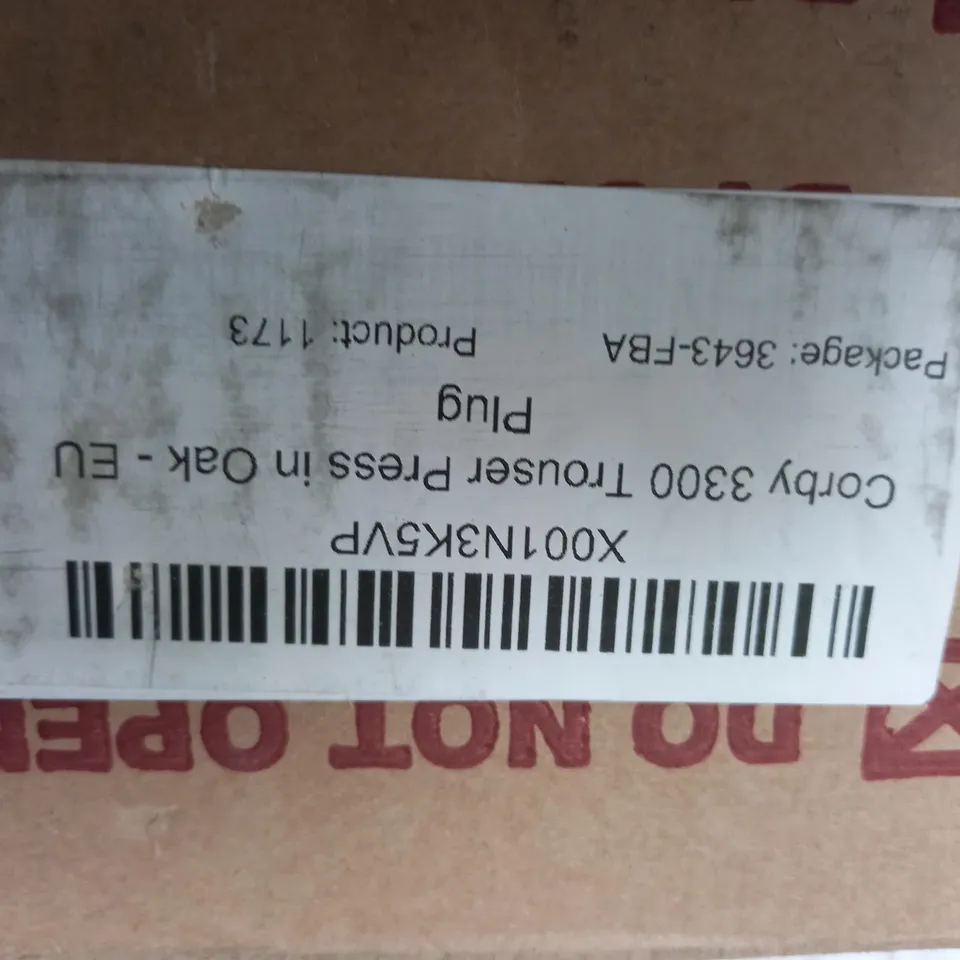 DO NOT OPE
X001N3K5VP
Corby 3300 Trouser Press in Oak - EU
Plug
Package: 3643-FBA Product: 1173